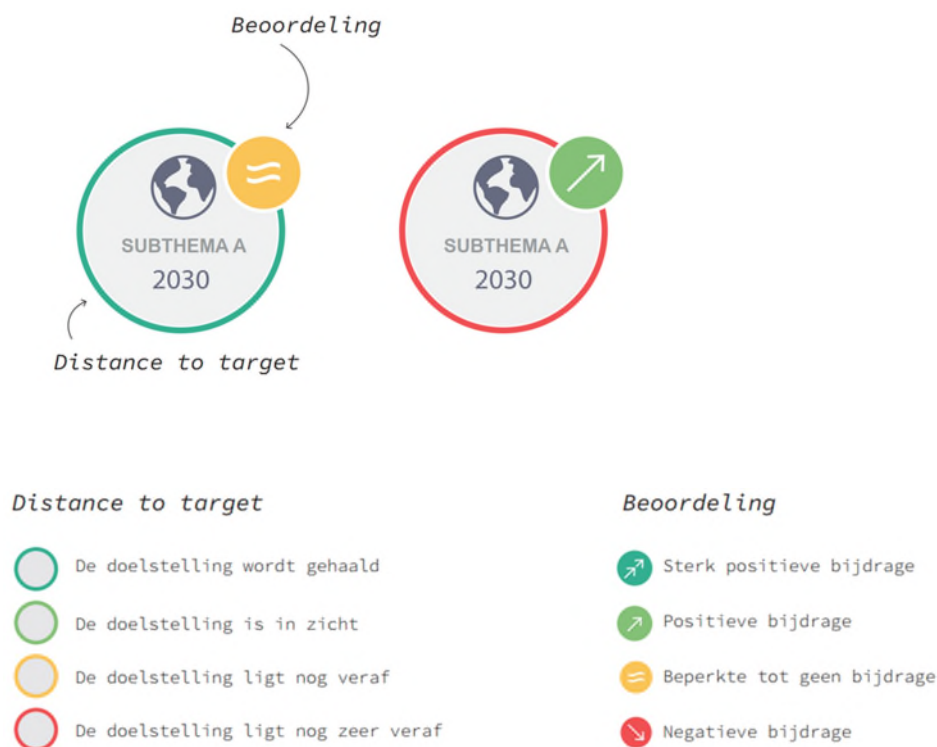 Beoordeling
SUBTHEMA A
2030
SUBTHEMA A
2030
Distance to target
Distance to target
De doelstelling wordt gehaald
De doelstelling is in zicht
De doelstelling ligt nog veraf
De doelstelling ligt nog zeer veraf
Beoordeling
Sterk positieve bijdrage
Positieve bijdrage
Beperkte tot geen bijdrage
Negatieve bijdrage